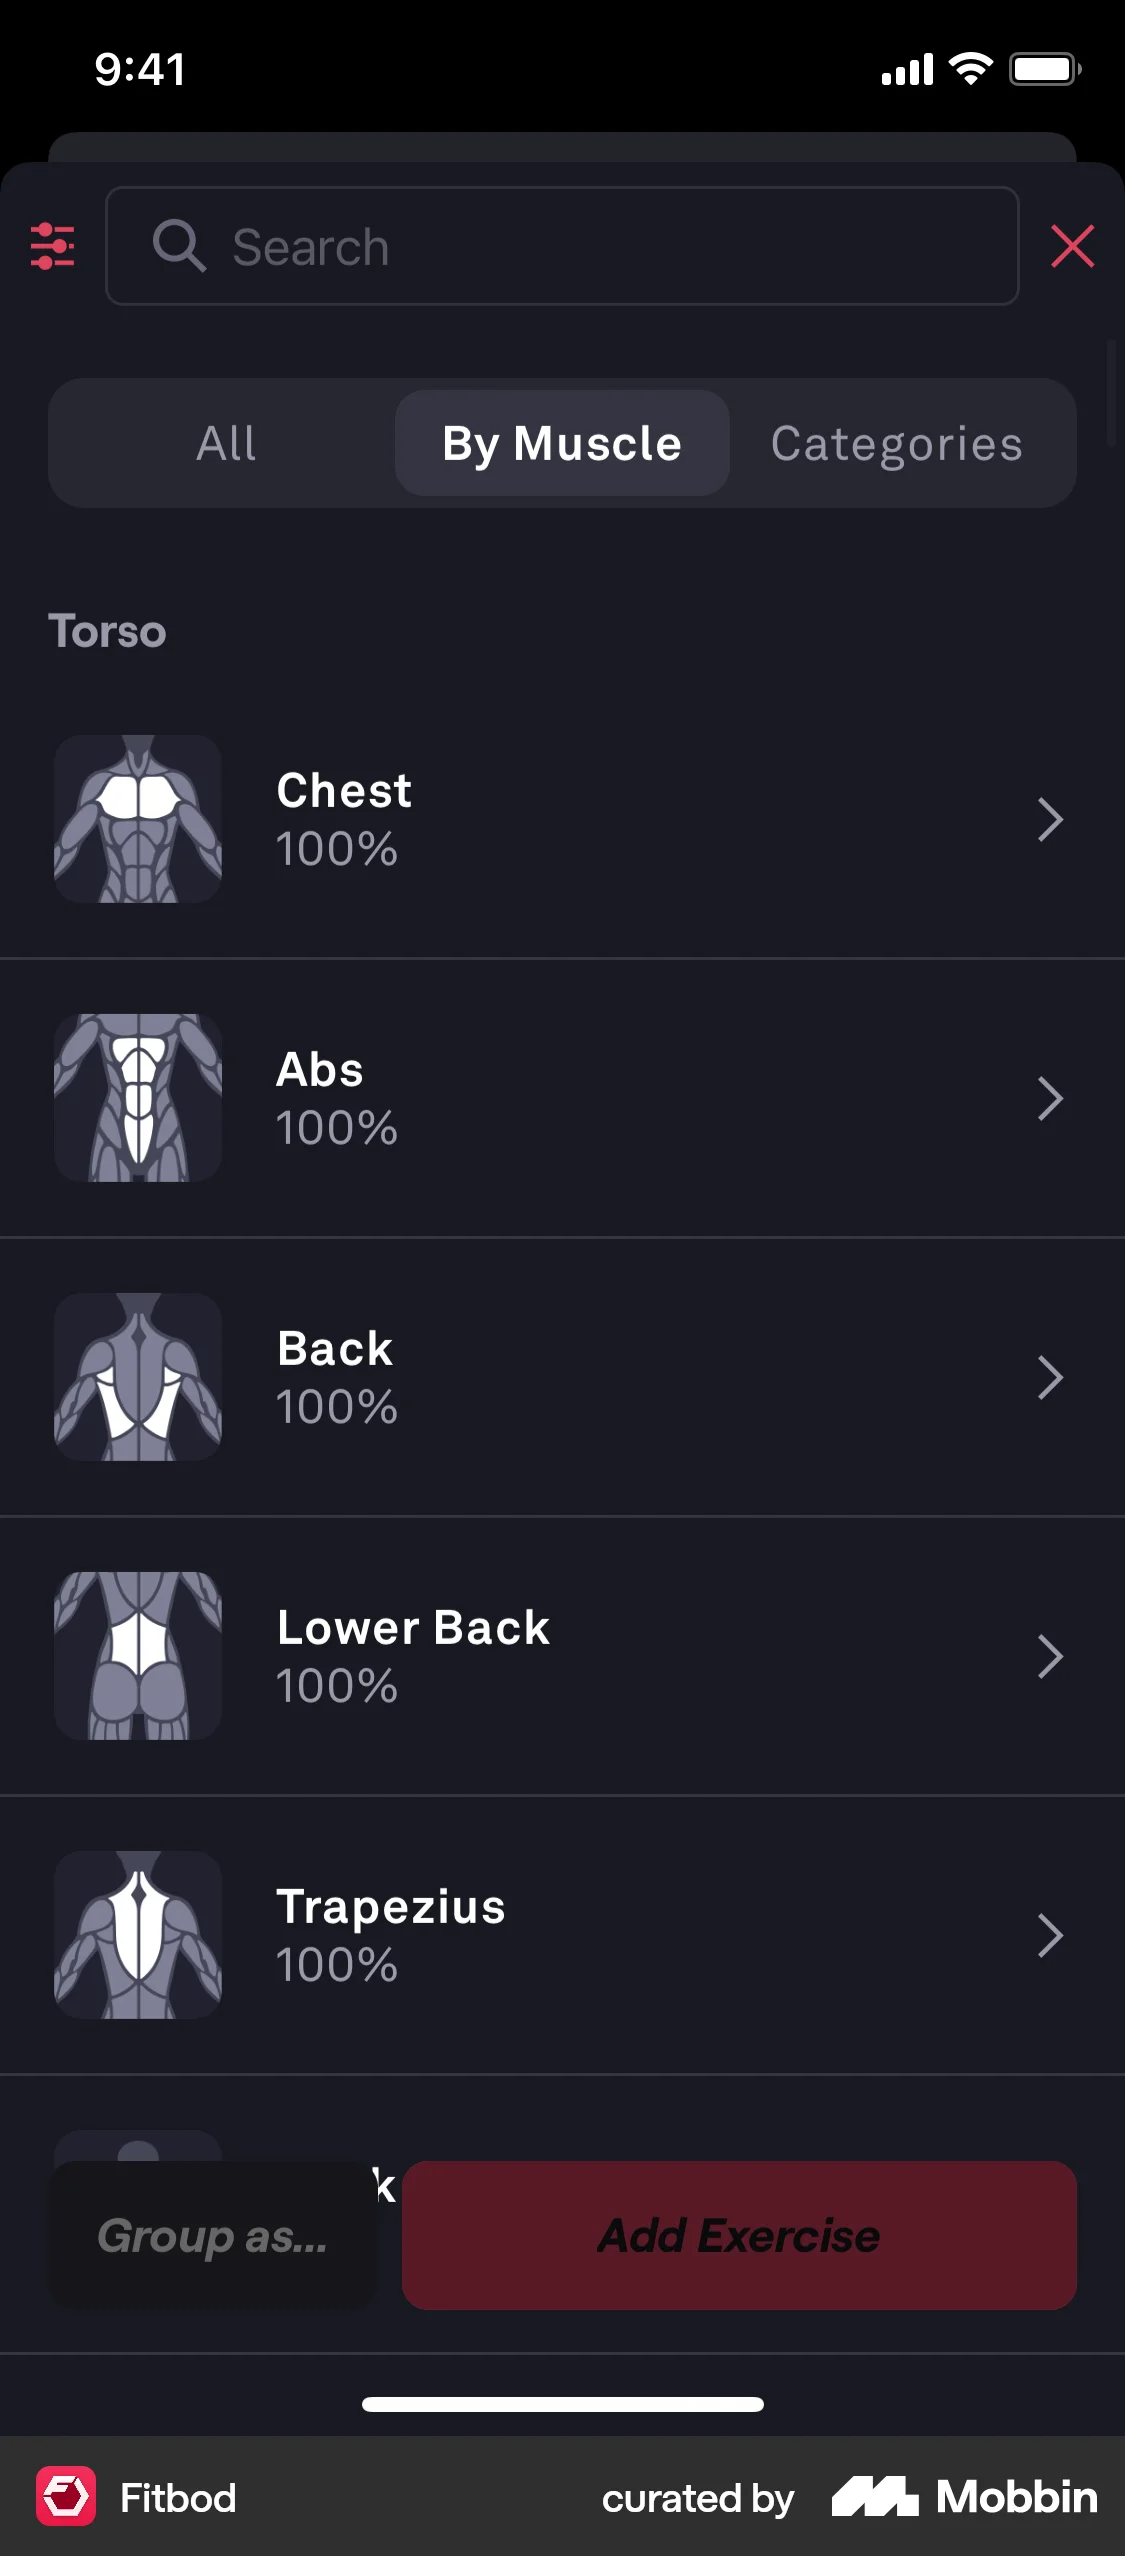 9:41
Search
All By Muscle Categories
Torso
Chest
100%
Abs
100%
Back
100%
Lower Back
100%
Trapezius
100%
Group as... Add Exercise
Fitbod curated by Mobbin